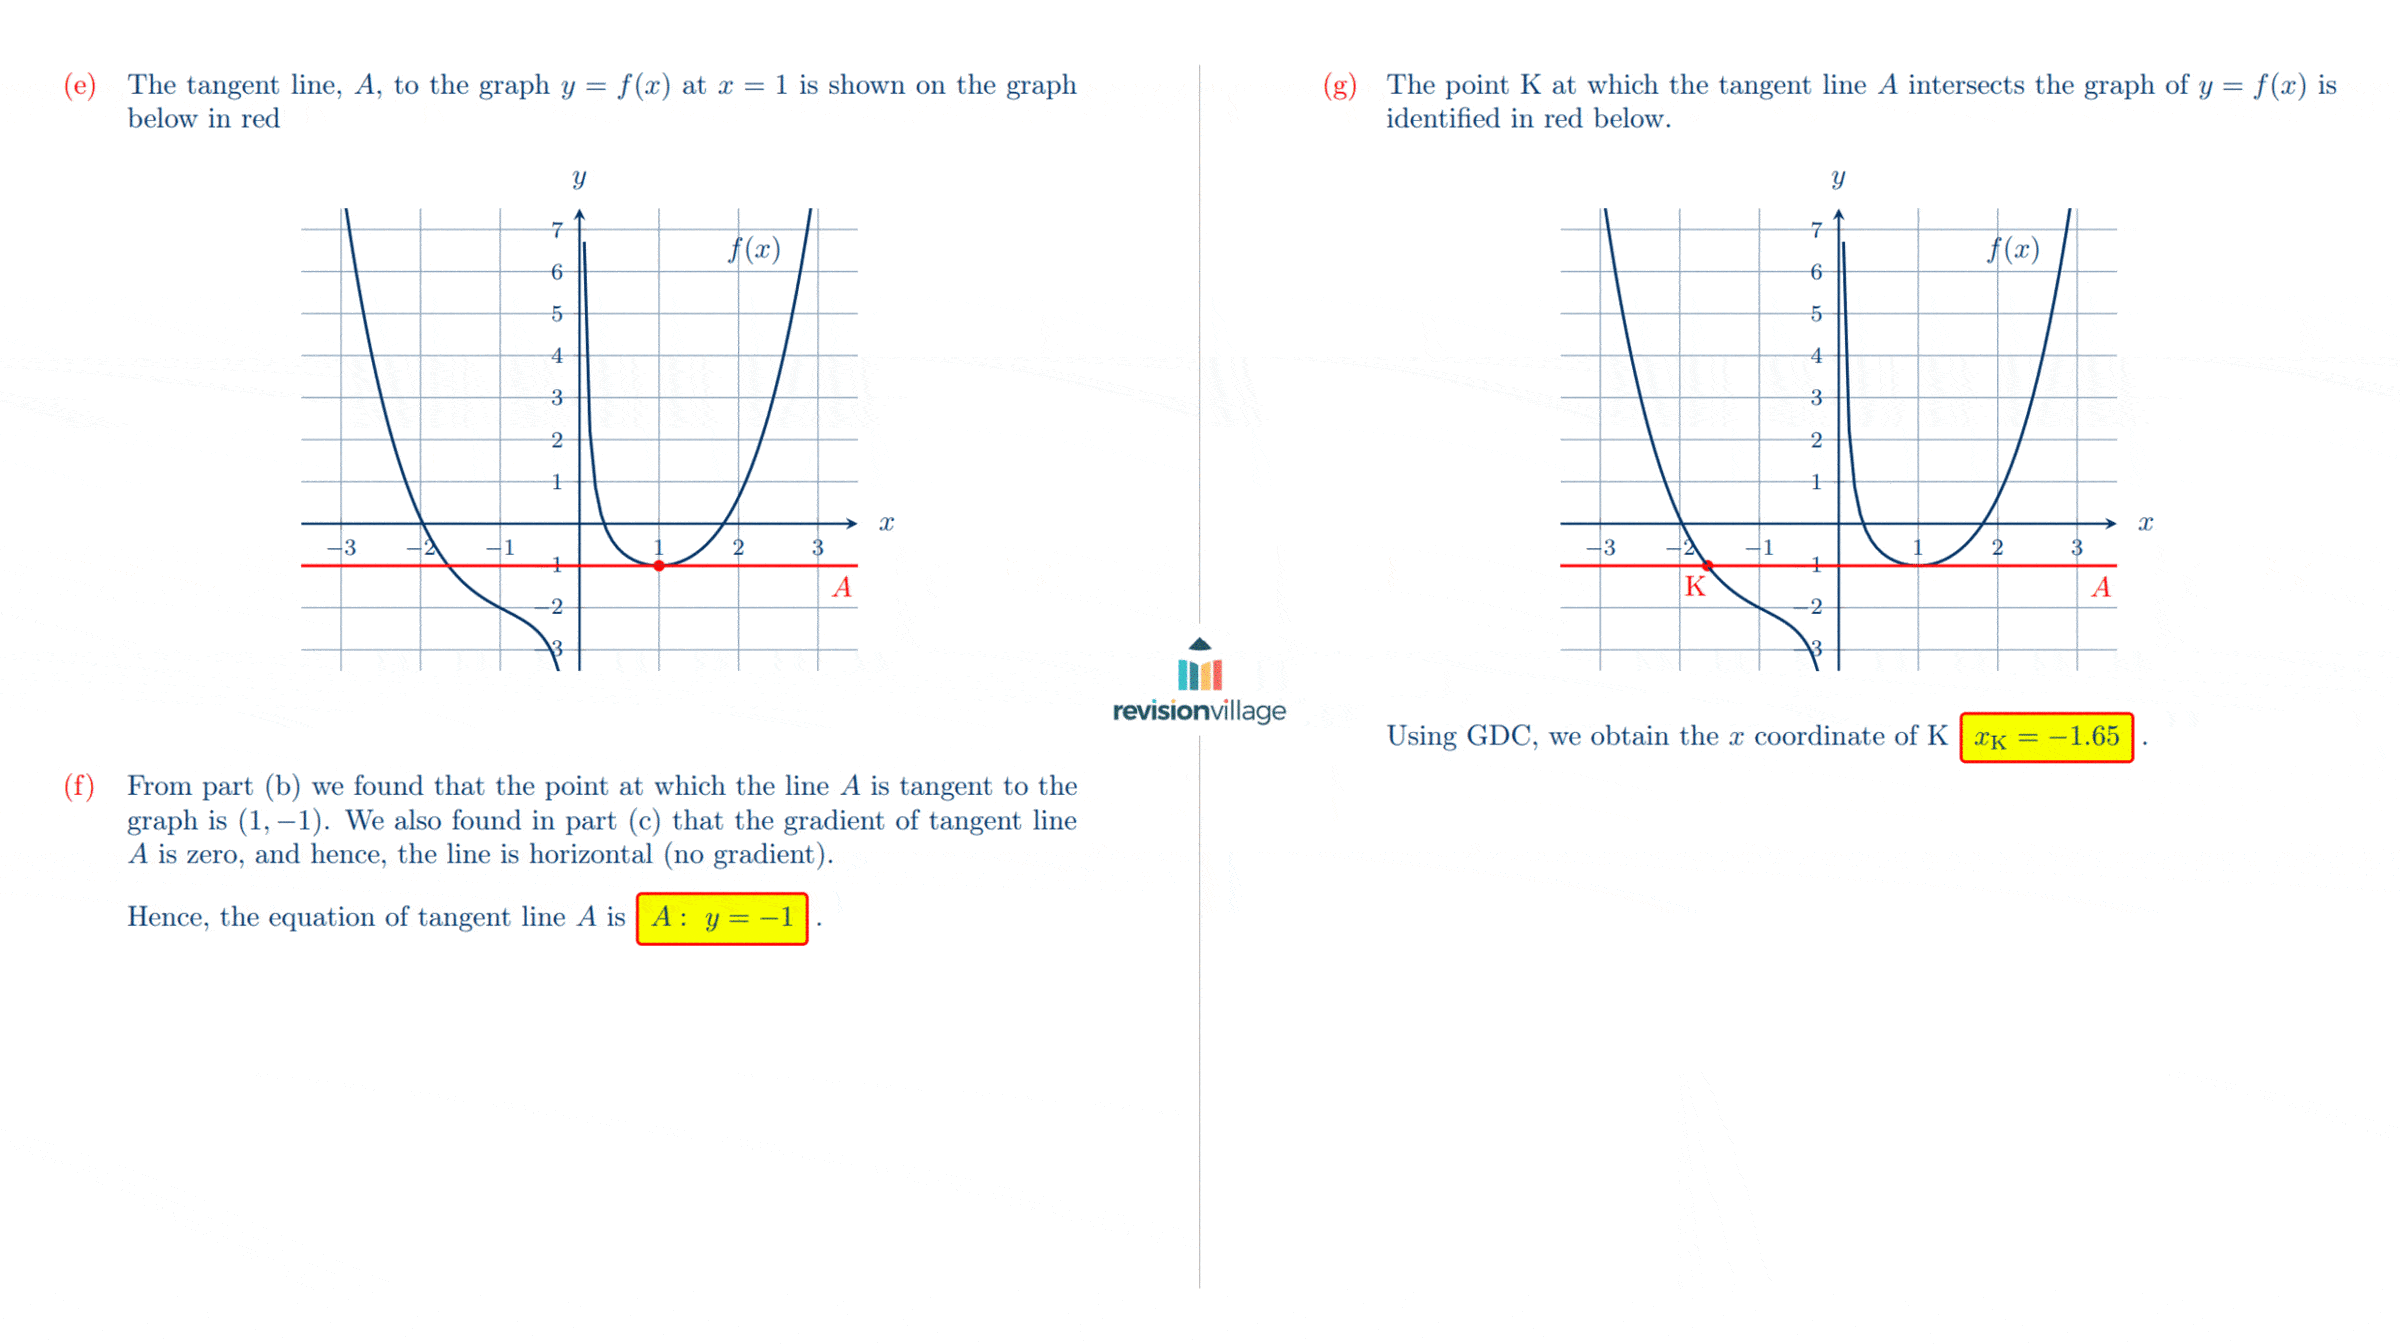 (e) The tangent line, A, to the graph y = f(x) at x = 1 is shown on the graph
below in red
y
7
f(x)
6
5
4
3
2
1
x
−3 −2 −1 1 2 3
1
A
−2
3
(f) From part (b) we found that the point at which the line A is tangent to the
graph is (1, −1). We also found in part (c) that the gradient of tangent line
A is zero, and hence, the line is horizontal (no gradient).
Hence, the equation of tangent line A is A : y = −1 .
revisionvillage
(g) The point K at which the tangent line A intersects the graph of y = f(x) is
identified in red below.
y
7
f(x)
6
5
4
3
2
1
x
−3 −2 −1 1 2 3
1
K A
−2
3
Using GDC, we obtain the x coordinate of K xK = −1.65 .